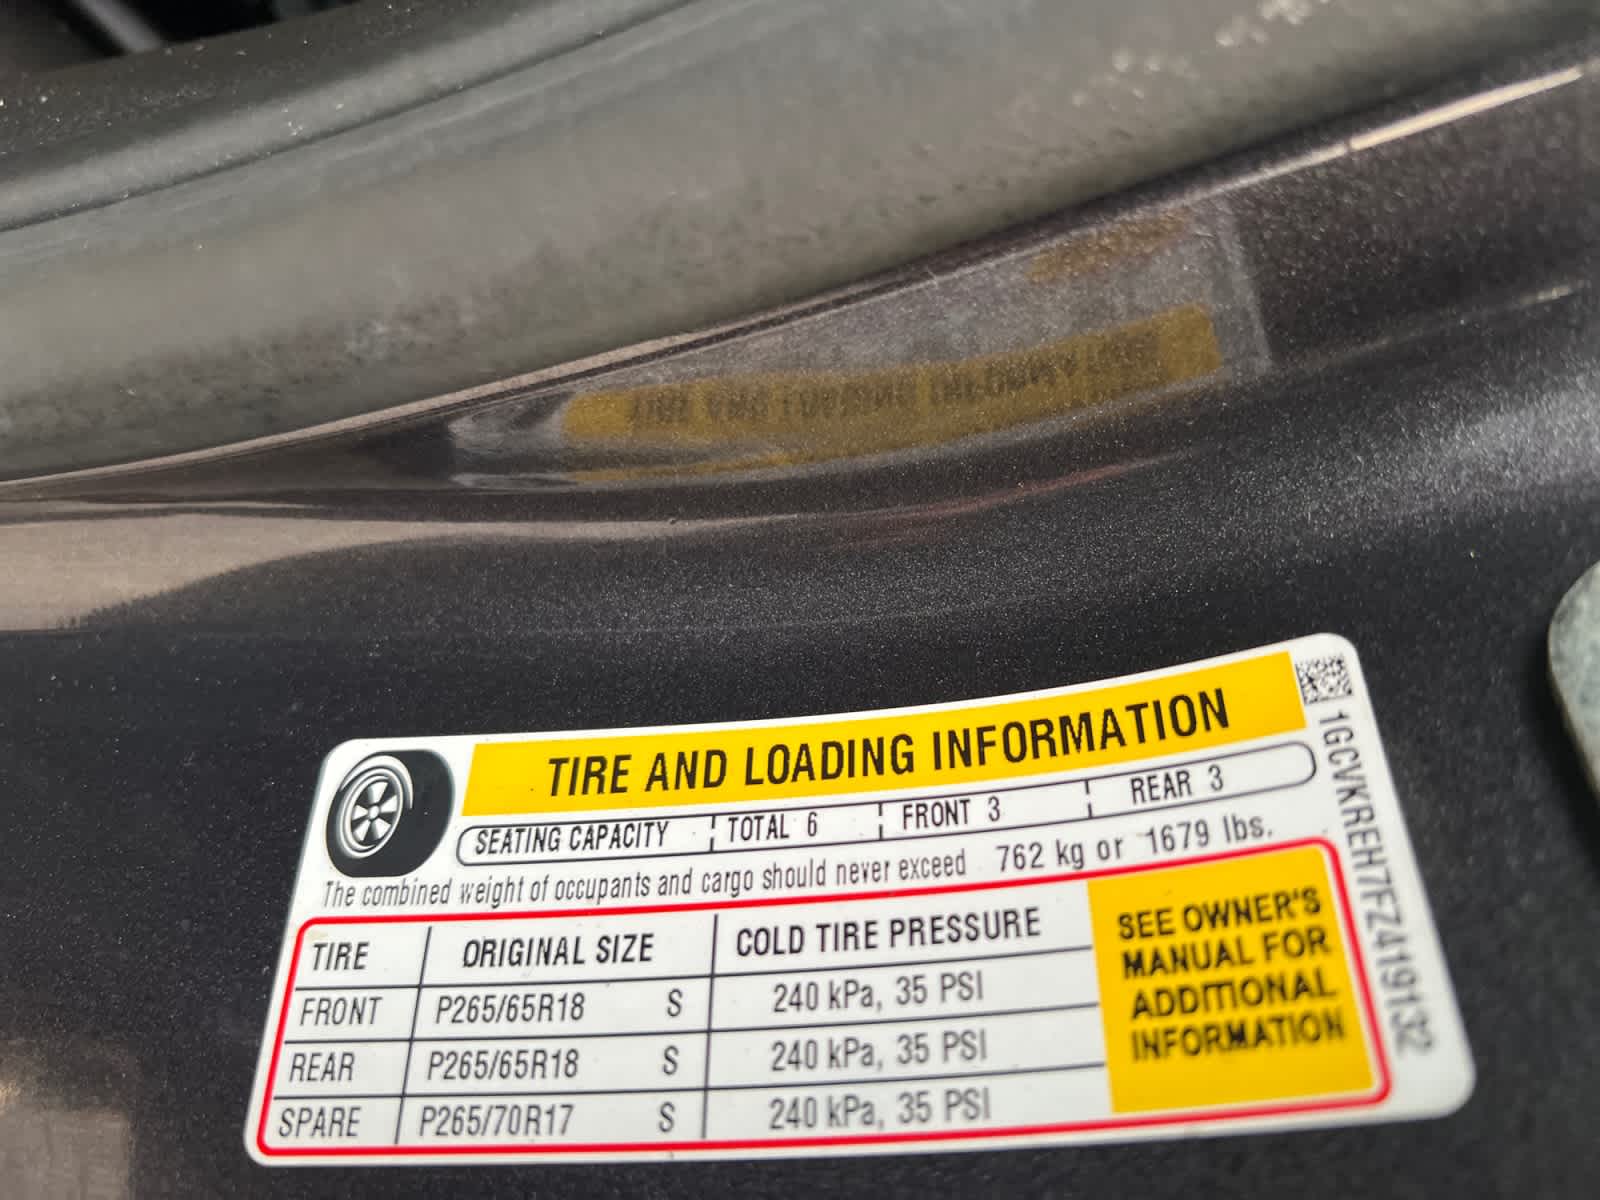 TIRE AND LOADING INFORMATION
SEATING CAPACITY TOTAL 6 FRONT 3 REAR 3
The combined weight of occupants and cargo should never exceed 762 kg or 1679 lbs.
TIRE ORIGINAL SIZE COLD TIRE PRESSURE
FRONT P265/65R18 S 240 kPa, 35 PSI
REAR P265/65R18 S 240 kPa, 35 PSI
SPARE P265/70R17 S 240 kPa, 35 PSI
SEE OWNER'S
MANUAL FOR
ADDITIONAL
INFORMATION
1GCVKREH7FZ419132